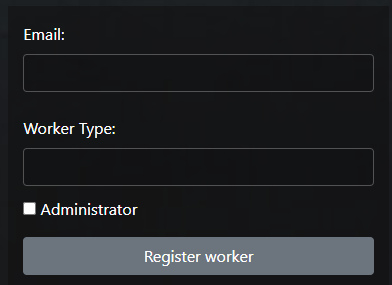 Email:
Worker Type:
Administrator
Register worker